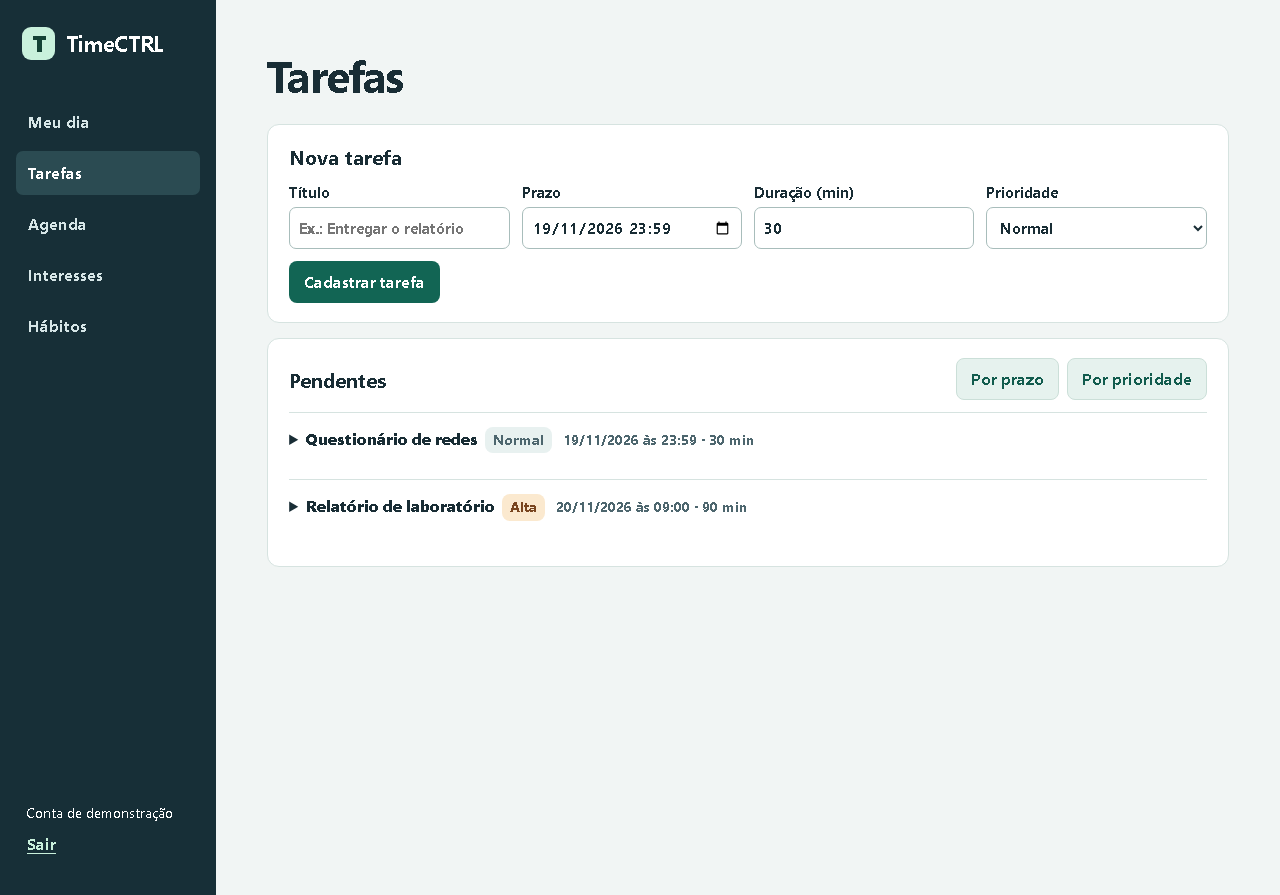 T TimeCTRL
Meu dia
Tarefas
Agenda
Interesses
Hábitos
Conta de demonstração
Sair
Tarefas
Nova tarefa
Título Prazo Duração (min) Prioridade
Ex.: Entregar o relatório 19/11/2026 23:59 30 Normal
Cadastrar tarefa
Pendentes Por prazo Por prioridade
Questionário de redes Normal 19/11/2026 às 23:59 · 30 min
Relatório de laboratório Alta 20/11/2026 às 09:00 · 90 min